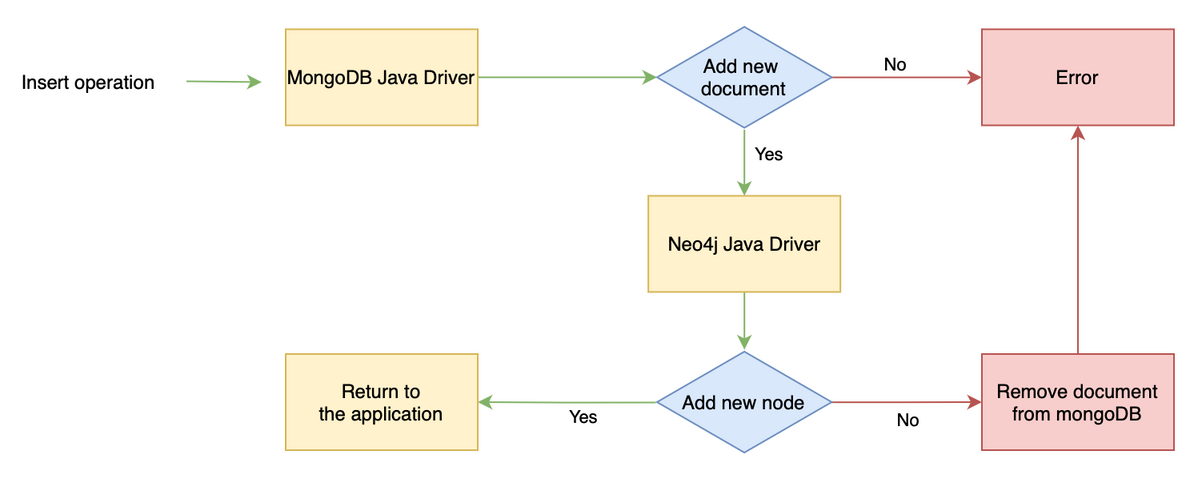 Insert operation
MongoDB Java Driver
Add new
document
No
Error
Yes
Neo4j Java Driver
Return to
the application
Yes
Add new node
No
Remove document
from mongoDB